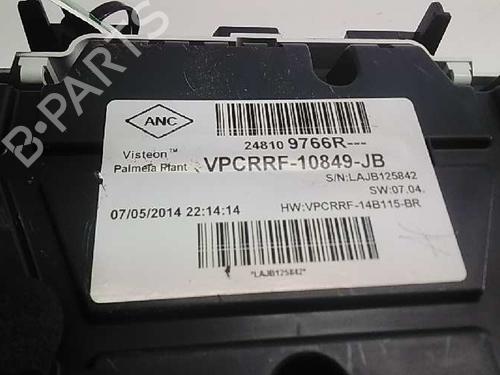 B-PARTS
ANC
Visteon™
Palmela Plant
24810 9766R---
VPCRRF-10849-JB
S/N:LAJB125842
SW:07.04.
07/05/2014 22:14:14
HW:VPCRRF-14B115-BR
*LAJB125842*